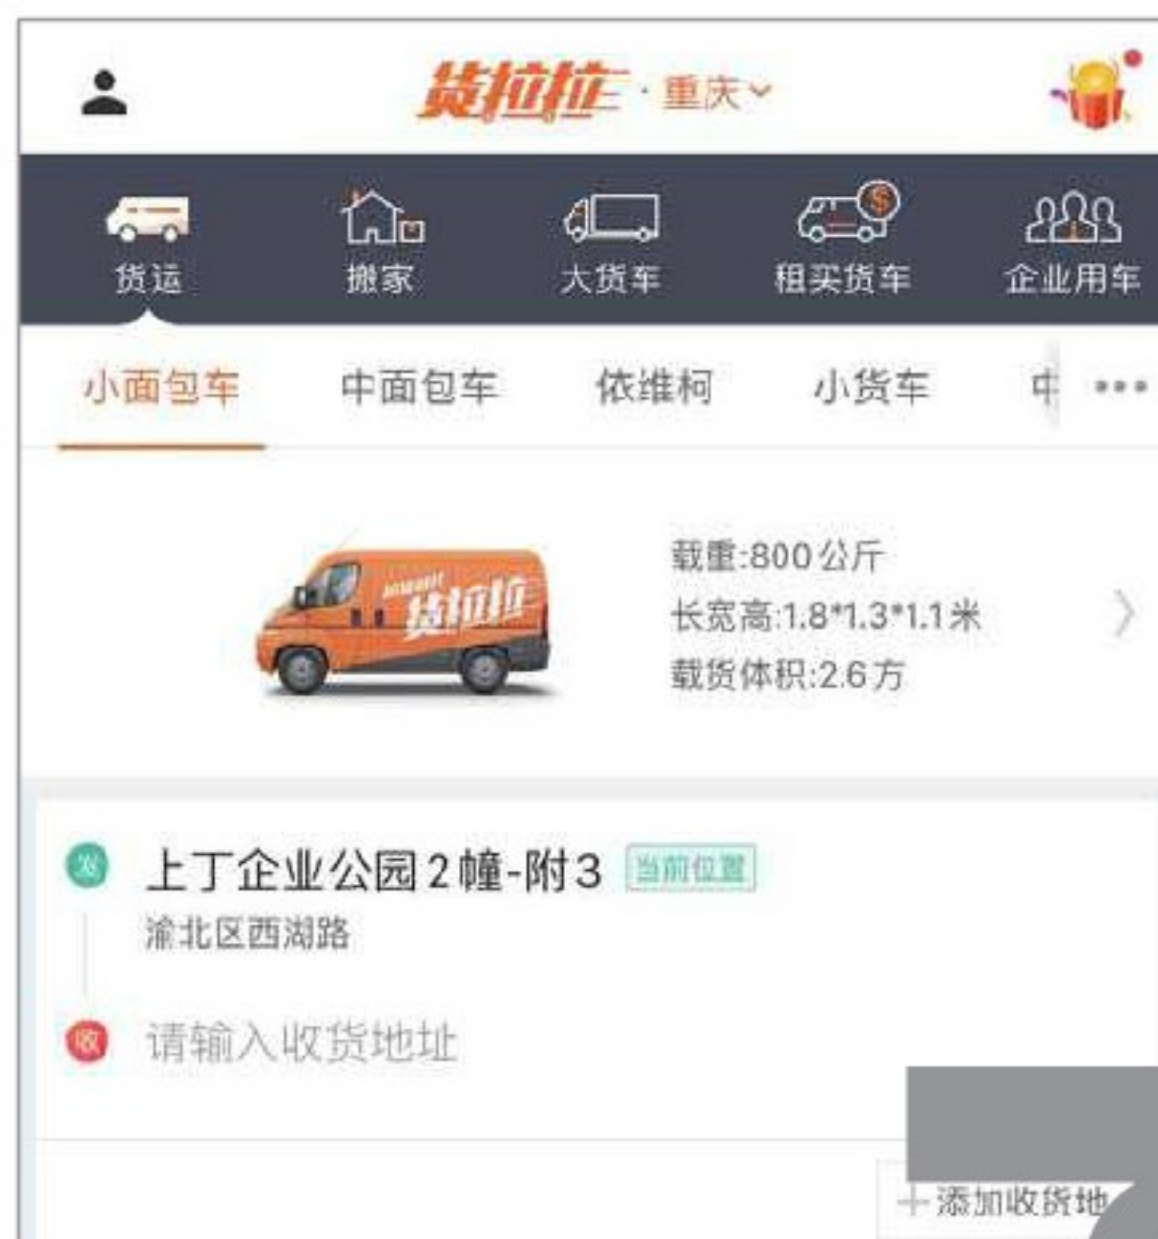 货拉拉·重庆
货运 搬家 大货车 租买货车 企业用车
小面包车 中面包车 依维柯 小货车 中
货拉拉
载重:800公斤
长宽高:1.8*1.3*1.1米
载货体积:2.6方
发 上丁企业公园2幢-附3 当前位置
渝北区西湖路
收 请输入收货地址
+添加收货地